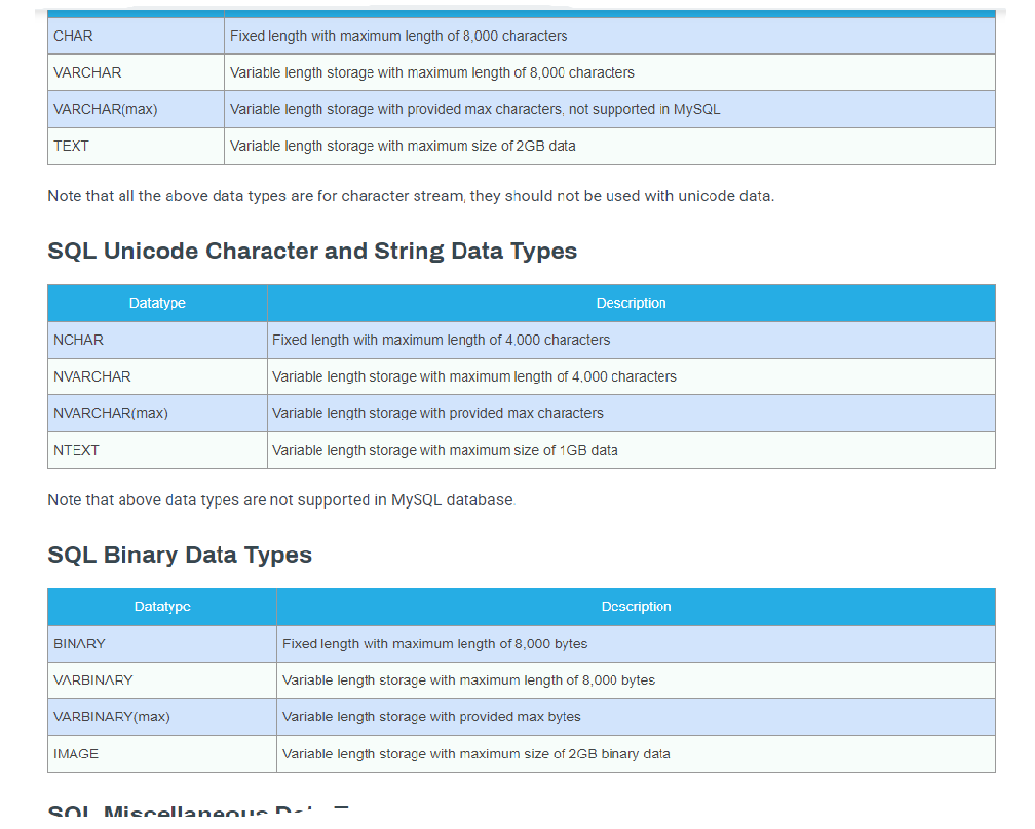 CHAR Fixed length with maximum length of 8,000 characters
VARCHAR Variable length storage with maximum length of 8,000 characters
VARCHAR(max) Variable length storage with provided max characters, not supported in MySQL
TEXT Variable length storage with maximum size of 2GB data
Note that all the above data types are for character stream, they should not be used with unicode data.
SQL Unicode Character and String Data Types
Datatype Description
NCHAR Fixed length with maximum length of 4,000 characters
NVARCHAR Variable length storage with maximum length of 4,000 characters
NVARCHAR(max) Variable length storage with provided max characters
NTEXT Variable length storage with maximum size of 1GB data
Note that above data types are not supported in MySQL database.
SQL Binary Data Types
Datatype Description
BINARY Fixed length with maximum length of 8,000 bytes
VARBINARY Variable length storage with maximum length of 8,000 bytes
VARBINARY(max) Variable length storage with provided max bytes
IMAGE Variable length storage with maximum size of 2GB binary data
SQL Miscellaneous